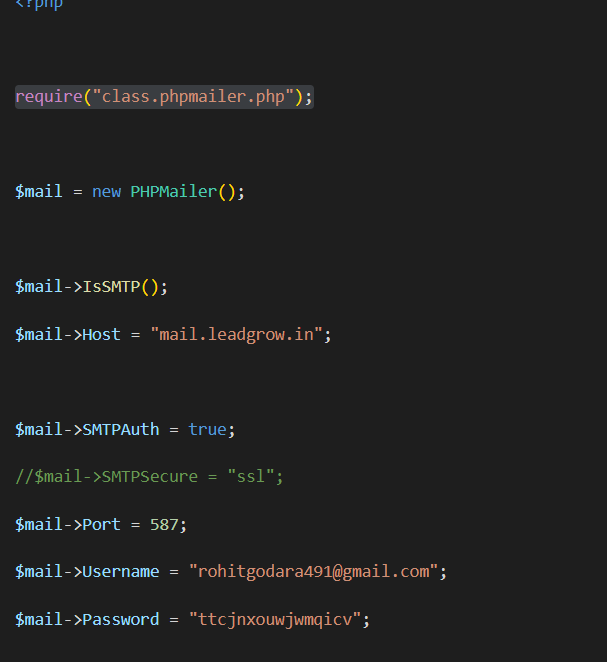 <?php
require("class.phpmailer.php");
$mail = new PHPMailer();
$mail->IsSMTP();
$mail->Host = "mail.leadgrow.in";
$mail->SMTPAuth = true;
//$mail->SMTPSecure = "ssl";
$mail->Port = 587;
$mail->Username = "rohitgodara491@gmail.com";
$mail->Password = "ttcjnxouwjwmqicv";